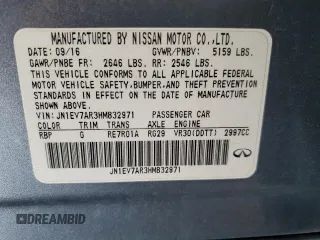 MANUFACTURED BY NISSAN MOTOR CO.,LTD.
DATE: 09/16 GVWR/PNBV: 5159 LBS.
GAWR/PNBE FR: 2646 LBS. RR: 2546 LBS.
THIS VEHICLE CONFORMS TO ALL APPLICABLE FEDERAL
MOTOR VEHICLE SAFETY,BUMPER,AND THEFT PREVENTION
STANDARDS IN EFFECT ON THE DATE OF
MANUFACTURE SHOWN ABOVE.
VIN: JN1EV7AR3HM832971 PASSENGER CAR
COLOR TRIM TRANS AXLE ENGINE
RBP G RE7R01A RG29 VR30(DDTT) 2997CC
JN1EV7AR3HM832971
© DREAMBID
DREAMBID.COM